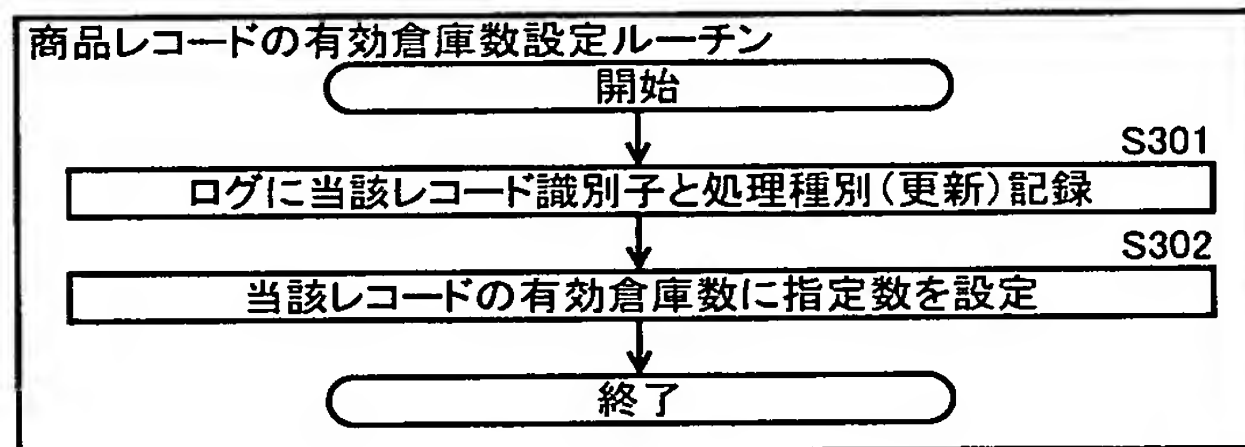 商品レコードの有効倉庫数設定ルーチン
開始
S301
ログに当該レコード識別子と処理種別(更新)記録
S302
当該レコードの有効倉庫数に指定数を設定
終了